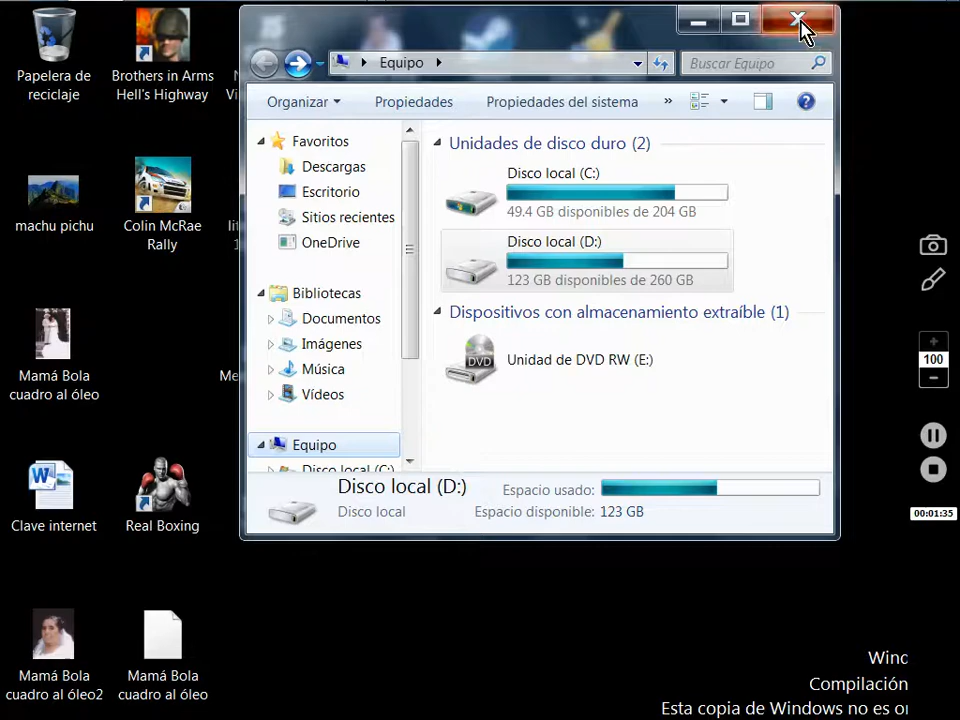 Papelera de
reciclaje
Brothers in Arms
Hell's Highway
machu pichu
Colin McRae
Rally
Mamá Bola
cuadro al óleo
Clave internet
Real Boxing
Mamá Bola
cuadro al óleo2
Mamá Bola
cuadro al óleo
Equipo
Buscar Equipo
Organizar
Propiedades
Propiedades del sistema
»
Favoritos
Descargas
Escritorio
Sitios recientes
OneDrive
Bibliotecas
Documentos
Imágenes
Música
Vídeos
Equipo
Disco local (C:)
Unidades de disco duro (2)
Disco local (C:)
49.4 GB disponibles de 204 GB
Disco local (D:)
123 GB disponibles de 260 GB
Dispositivos con almacenamiento extraíble (1)
DVD
Unidad de DVD RW (E:)
Disco local (D:)
Disco local
Espacio usado:
Espacio disponible: 123 GB
100
00:01:35
Winc
Compilación
Esta copia de Windows no es or